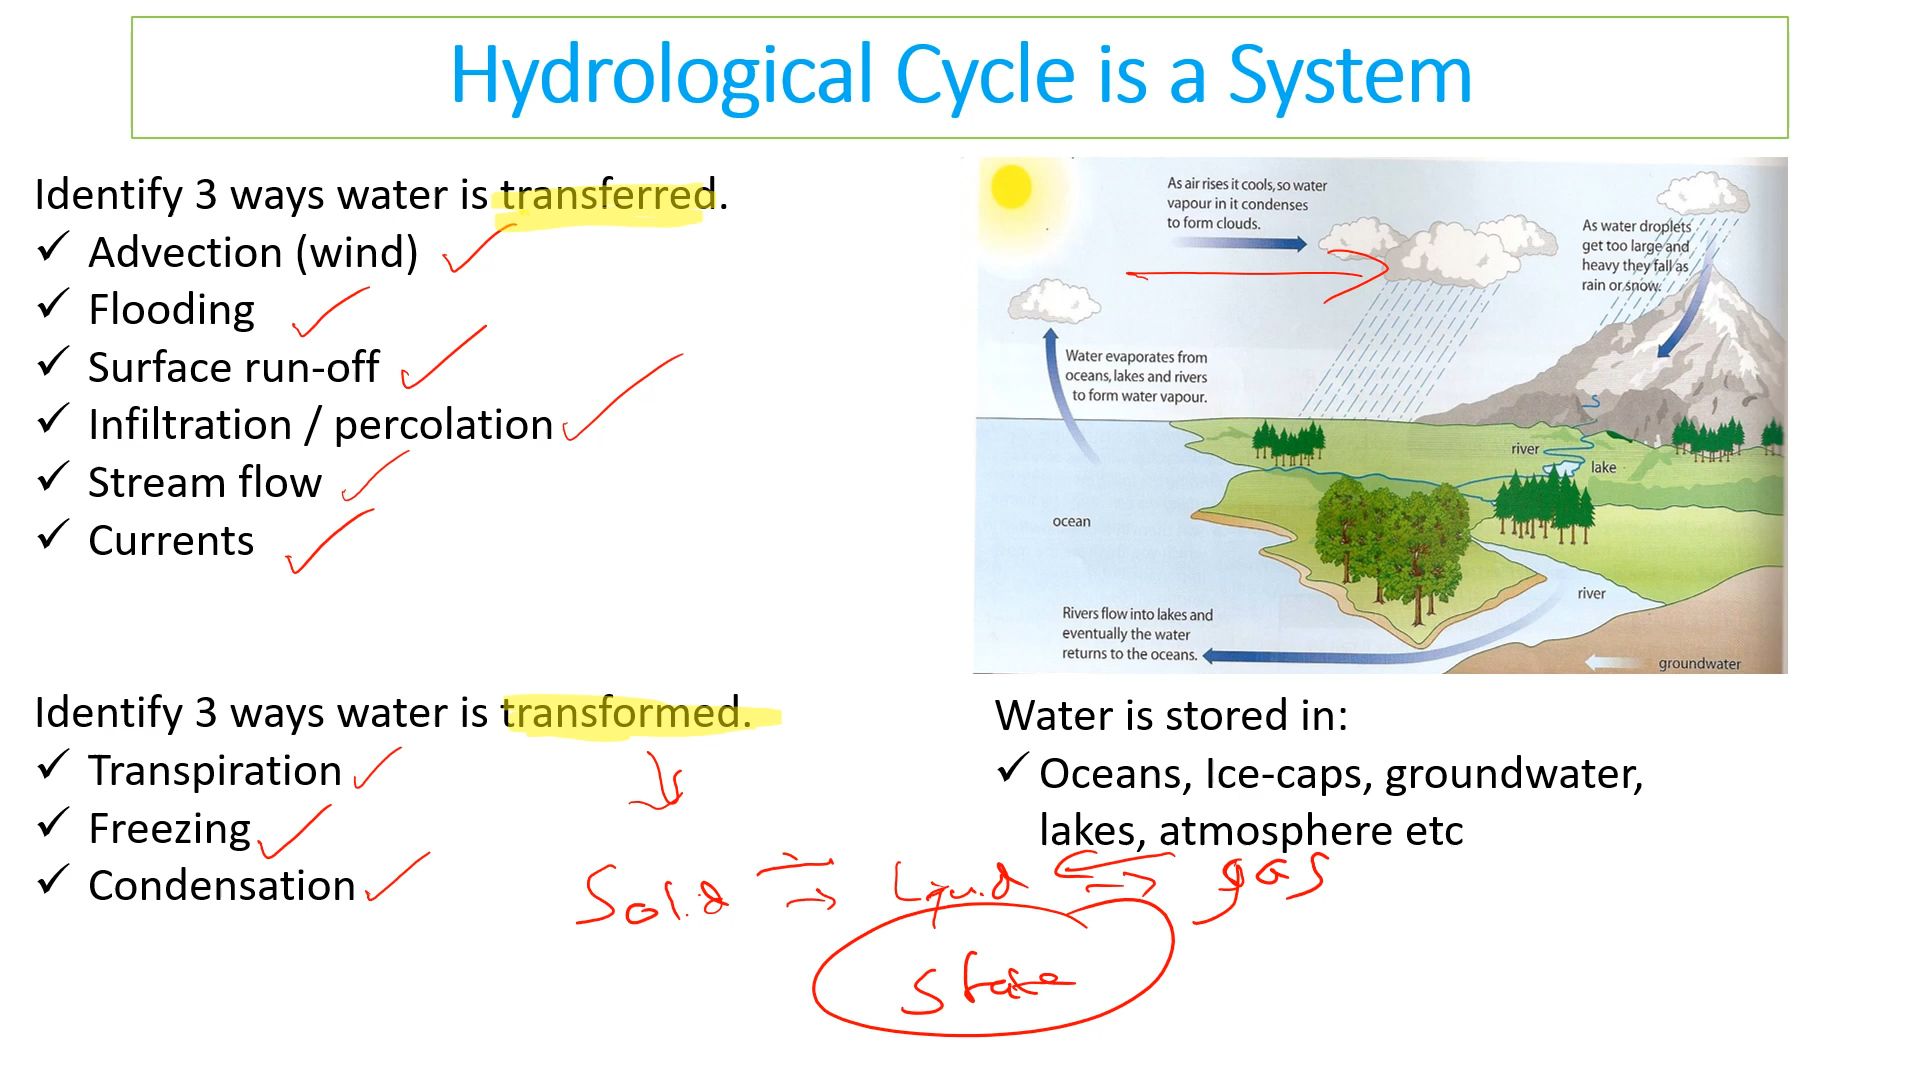 Hydrological Cycle is a System
Identify 3 ways water is transferred.
✓ Advection (wind)
✓ Flooding
✓ Surface run-off
✓ Infiltration / percolation
✓ Stream flow
✓ Currents
Identify 3 ways water is transformed.
✓ Transpiration
✓ Freezing
✓ Condensation
As air rises it cools, so water
vapour in it condenses
to form clouds.
As water droplets
get too large and
heavy they fall as
rain or snow.
Water evaporates from
oceans, lakes and rivers
to form water vapour.
river
lake
ocean
river
Rivers flow into lakes and
eventually the water
returns to the oceans.
groundwater
Water is stored in:
✓ Oceans, Ice-caps, groundwater,
lakes, atmosphere etc
Solid ⇌ Liquid ⇌ gas
State